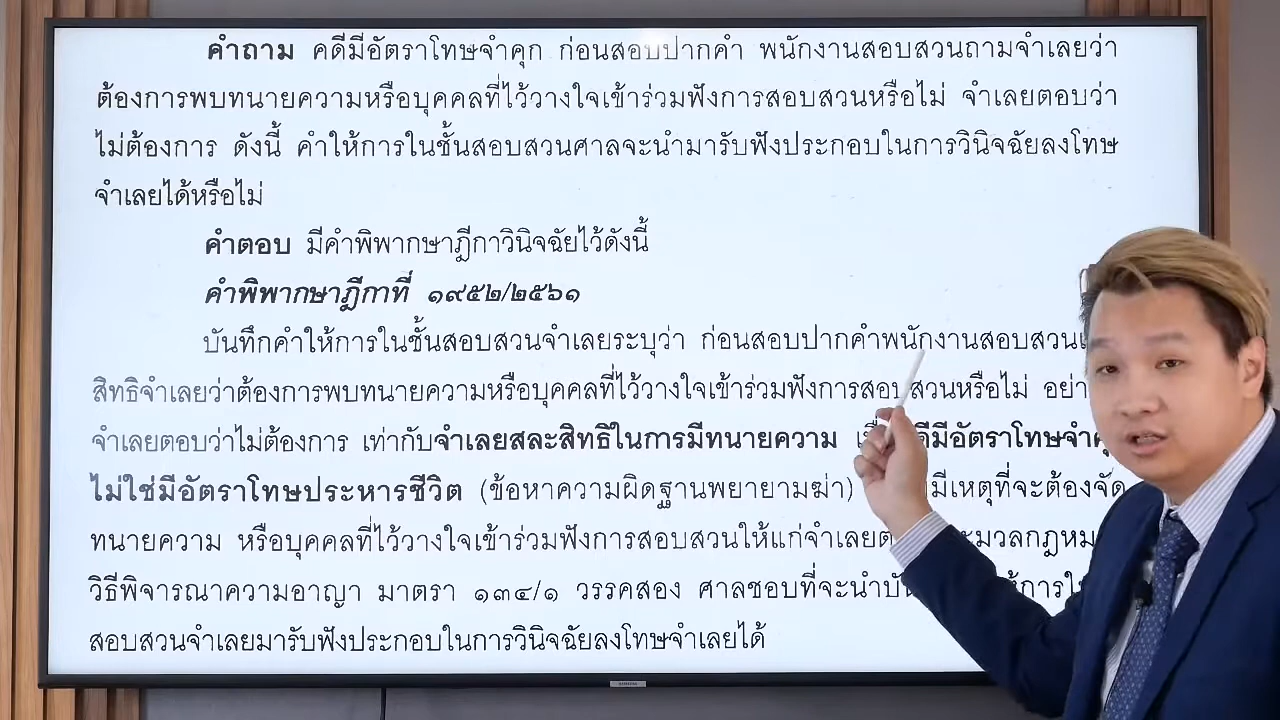 คำถาม คดีมีอัตราโทษจำคุก ก่อนสอบปากคำ พนักงานสอบสวนถามจำเลยว่า
ต้องการพบทนายความหรือบุคคลที่ไว้วางใจเข้าร่วมฟังการสอบสวนหรือไม่ จำเลยตอบว่า
ไม่ต้องการ ดังนี้ คำให้การในชั้นสอบสวนศาลจะนำมารับฟังประกอบในการวินิจฉัยลงโทษ
จำเลยได้หรือไม่
คำตอบ มีคำพิพากษาฎีกาวินิจฉัยไว้ดังนี้
คำพิพากษาฎีกาที่ ๑๙๕๒/๒๕๖๑
บันทึกคำให้การในชั้นสอบสวนจำเลยระบุว่า ก่อนสอบปากคำพนักงานสอบสวน
สิทธิจำเลยว่าต้องการพบทนายความหรือบุคคลที่ไว้วางใจเข้าร่วมฟังการสอบสวนหรือไม่
จำเลยตอบว่าไม่ต้องการ เท่ากับจำเลยสละสิทธิในการมีทนายความ มีอัตราโทษจำคุก
ไม่ใช่มีอัตราโทษประหารชีวิต (ข้อหาความผิดฐานพยายามฆ่า) มีเหตุที่จะต้องจัด
ทนายความ หรือบุคคลที่ไว้วางใจเข้าร่วมฟังการสอบสวนให้แก่จำเลย
วิธีพิจารณาความอาญา มาตรา ๑๓๔/๑ วรรคสอง ศาลชอบที่จะนำ
สอบสวนจำเลยมารับฟังประกอบในการวินิจฉัยลงโทษจำเลยได้
SAMSUNG